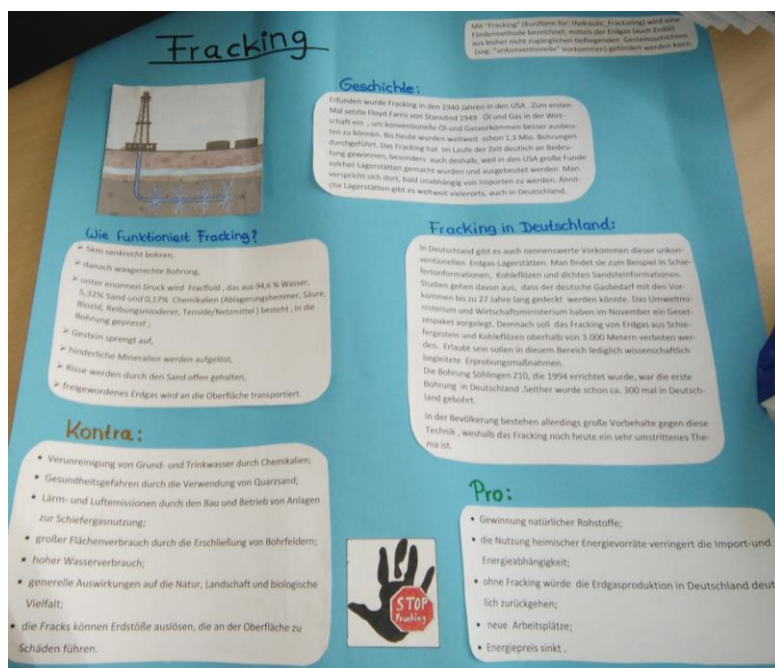 Fracking
Mit "Fracking" (Kurzform für: Hydraulic_Fracturing) wird eine
Fördermethode bezeichnet, mittels der Erdgas (auch Erdöl)
aus bisher nicht zugänglichen tiefliegenden Gesteinsschichten
(sog. "unkonventionelle" Vorkommen) gefördert werden kann.
Geschichte:
Erfunden wurde Fracking in den 1940 Jahren in den USA . Zum ersten
Mal setzte Floyd Farris von Stanolind 1949 Öl und Gas in der Wirt-
schaft ein , um konventionelle Öl und Gasvorkommen besser ausbeu-
ten zu können. Bis heute wurden weltweit schon 1,3 Mio. Bohrungen
durchgeführt. Das Fracking hat im Laufe der Zeit deutlich an Bedeu-
tung gewonnen, besonders auch deshalb, weil in den USA große Funde
solcher Lagerstätten gemacht wurden und ausgebeutet werden Man
verspricht sich dort, bald unabhängig von Importen zu werden. Ähnli-
che Lagerstätten gibt es weltweit vielerorts, auch in Deutschland.
Wie funktioniert Fracking?
➢ 5km senkrecht bohren,
➢ danach waagerechte Bohrung,
➢ unter enormen Druck wird Fracfluid , das aus 94,6 % Wasser,
5,32% Sand und 0,17% Chemikalien (Ablagerungshemmer, Säure,
Biozid, Reibungsminderer, Tenside/Netzmittel ) besteht , in die
Bohrung gepresst ,
➢ Gestein sprengt auf,
➢ hinderliche Mineralien werden aufgelöst,
➢ Risse werden durch den Sand offen gehalten,
➢ freigewordenes Erdgas wird an die Oberfläche transportiert.
Fracking in Deutschland:
In Deutschland gibt es auch nennenswerte Vorkommen dieser unkon-
ventionellen Erdgas-Lagerstätten. Man findet sie zum Beispiel in Schie-
fertonformationen, Kohleflözen und dichten Sandsteinformationen.
Studien gehen davon aus, dass der deutsche Gasbedarf mit den Vor-
kommen bis zu 27 Jahre lang gedeckt werden könnte. Das Umweltmi-
nisterium und Wirtschaftsministerium haben im November ein Geset-
zespaket vorgelegt. Demnach soll das Fracking von Erdgas aus Schie-
fergestein und Kohleflözen oberhalb von 3.000 Metern verboten wer-
den. Erlaubt sein sollen in diesem Bereich lediglich wissenschaftlich
begleitete Erprobungsmaßnahmen.
Die Bohrung Söhlingen Z10, die 1994 errichtet wurde, war die erste
Bohrung in Deutschland .Seither wurde schon ca. 300 mal in Deutsch-
land gebohrt.
In der Bevölkerung bestehen allerdings große Vorbehalte gegen diese
Technik , weshalb das Fracking noch heute ein sehr umstrittenes The-
ma ist.
Kontra:
• Verunreinigung von Grund- und Trinkwasser durch Chemikalien;
• Gesundheitsgefahren durch die Verwendung von Quarzsand;
• Lärm- und Luftemissionen durch den Bau und Betrieb von Anlagen
zur Schiefergasnutzung;
• großer Flächenverbrauch durch die Erschließung von Bohrfeldern;
• hoher Wasserverbrauch;
• generelle Auswirkungen auf die Natur, Landschaft und biologische
Vielfalt;
• die Fracks können Erdstöße auslösen, die an der Oberfläche zu
Schäden führen.
STOP
Fracking
Pro:
• Gewinnung natürlicher Rohstoffe;
• die Nutzung heimischer Energievorräte verringert die Import-und
Energieabhängigkeit;
• ohne Fracking würde die Erdgasproduktion in Deutschland deut
lich zurückgehen;
• neue Arbeitsplätze;
• Energiepreis sinkt .